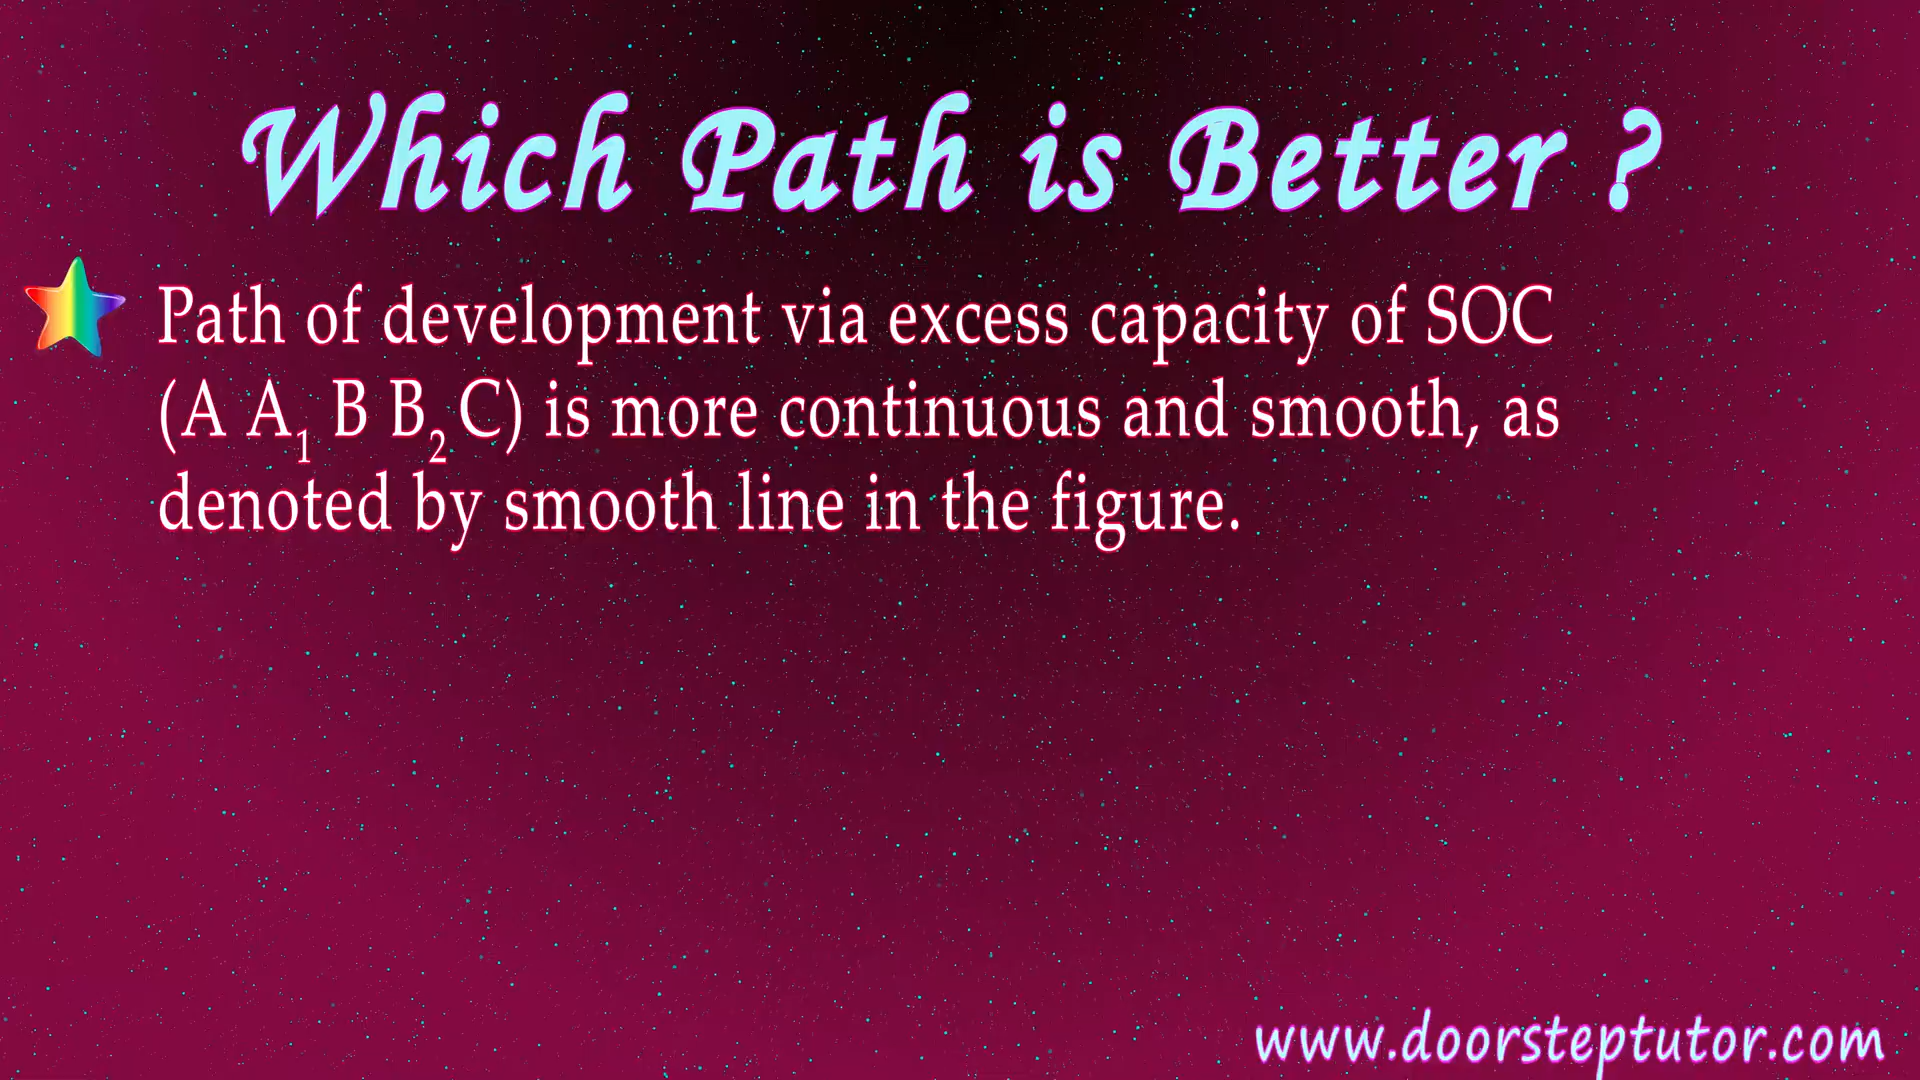 Which Path is Better ?
Path of development via excess capacity of SOC
(A A₁ B B₂ C) is more continuous and smooth, as
denoted by smooth line in the figure.
www.doorsteptutor.com